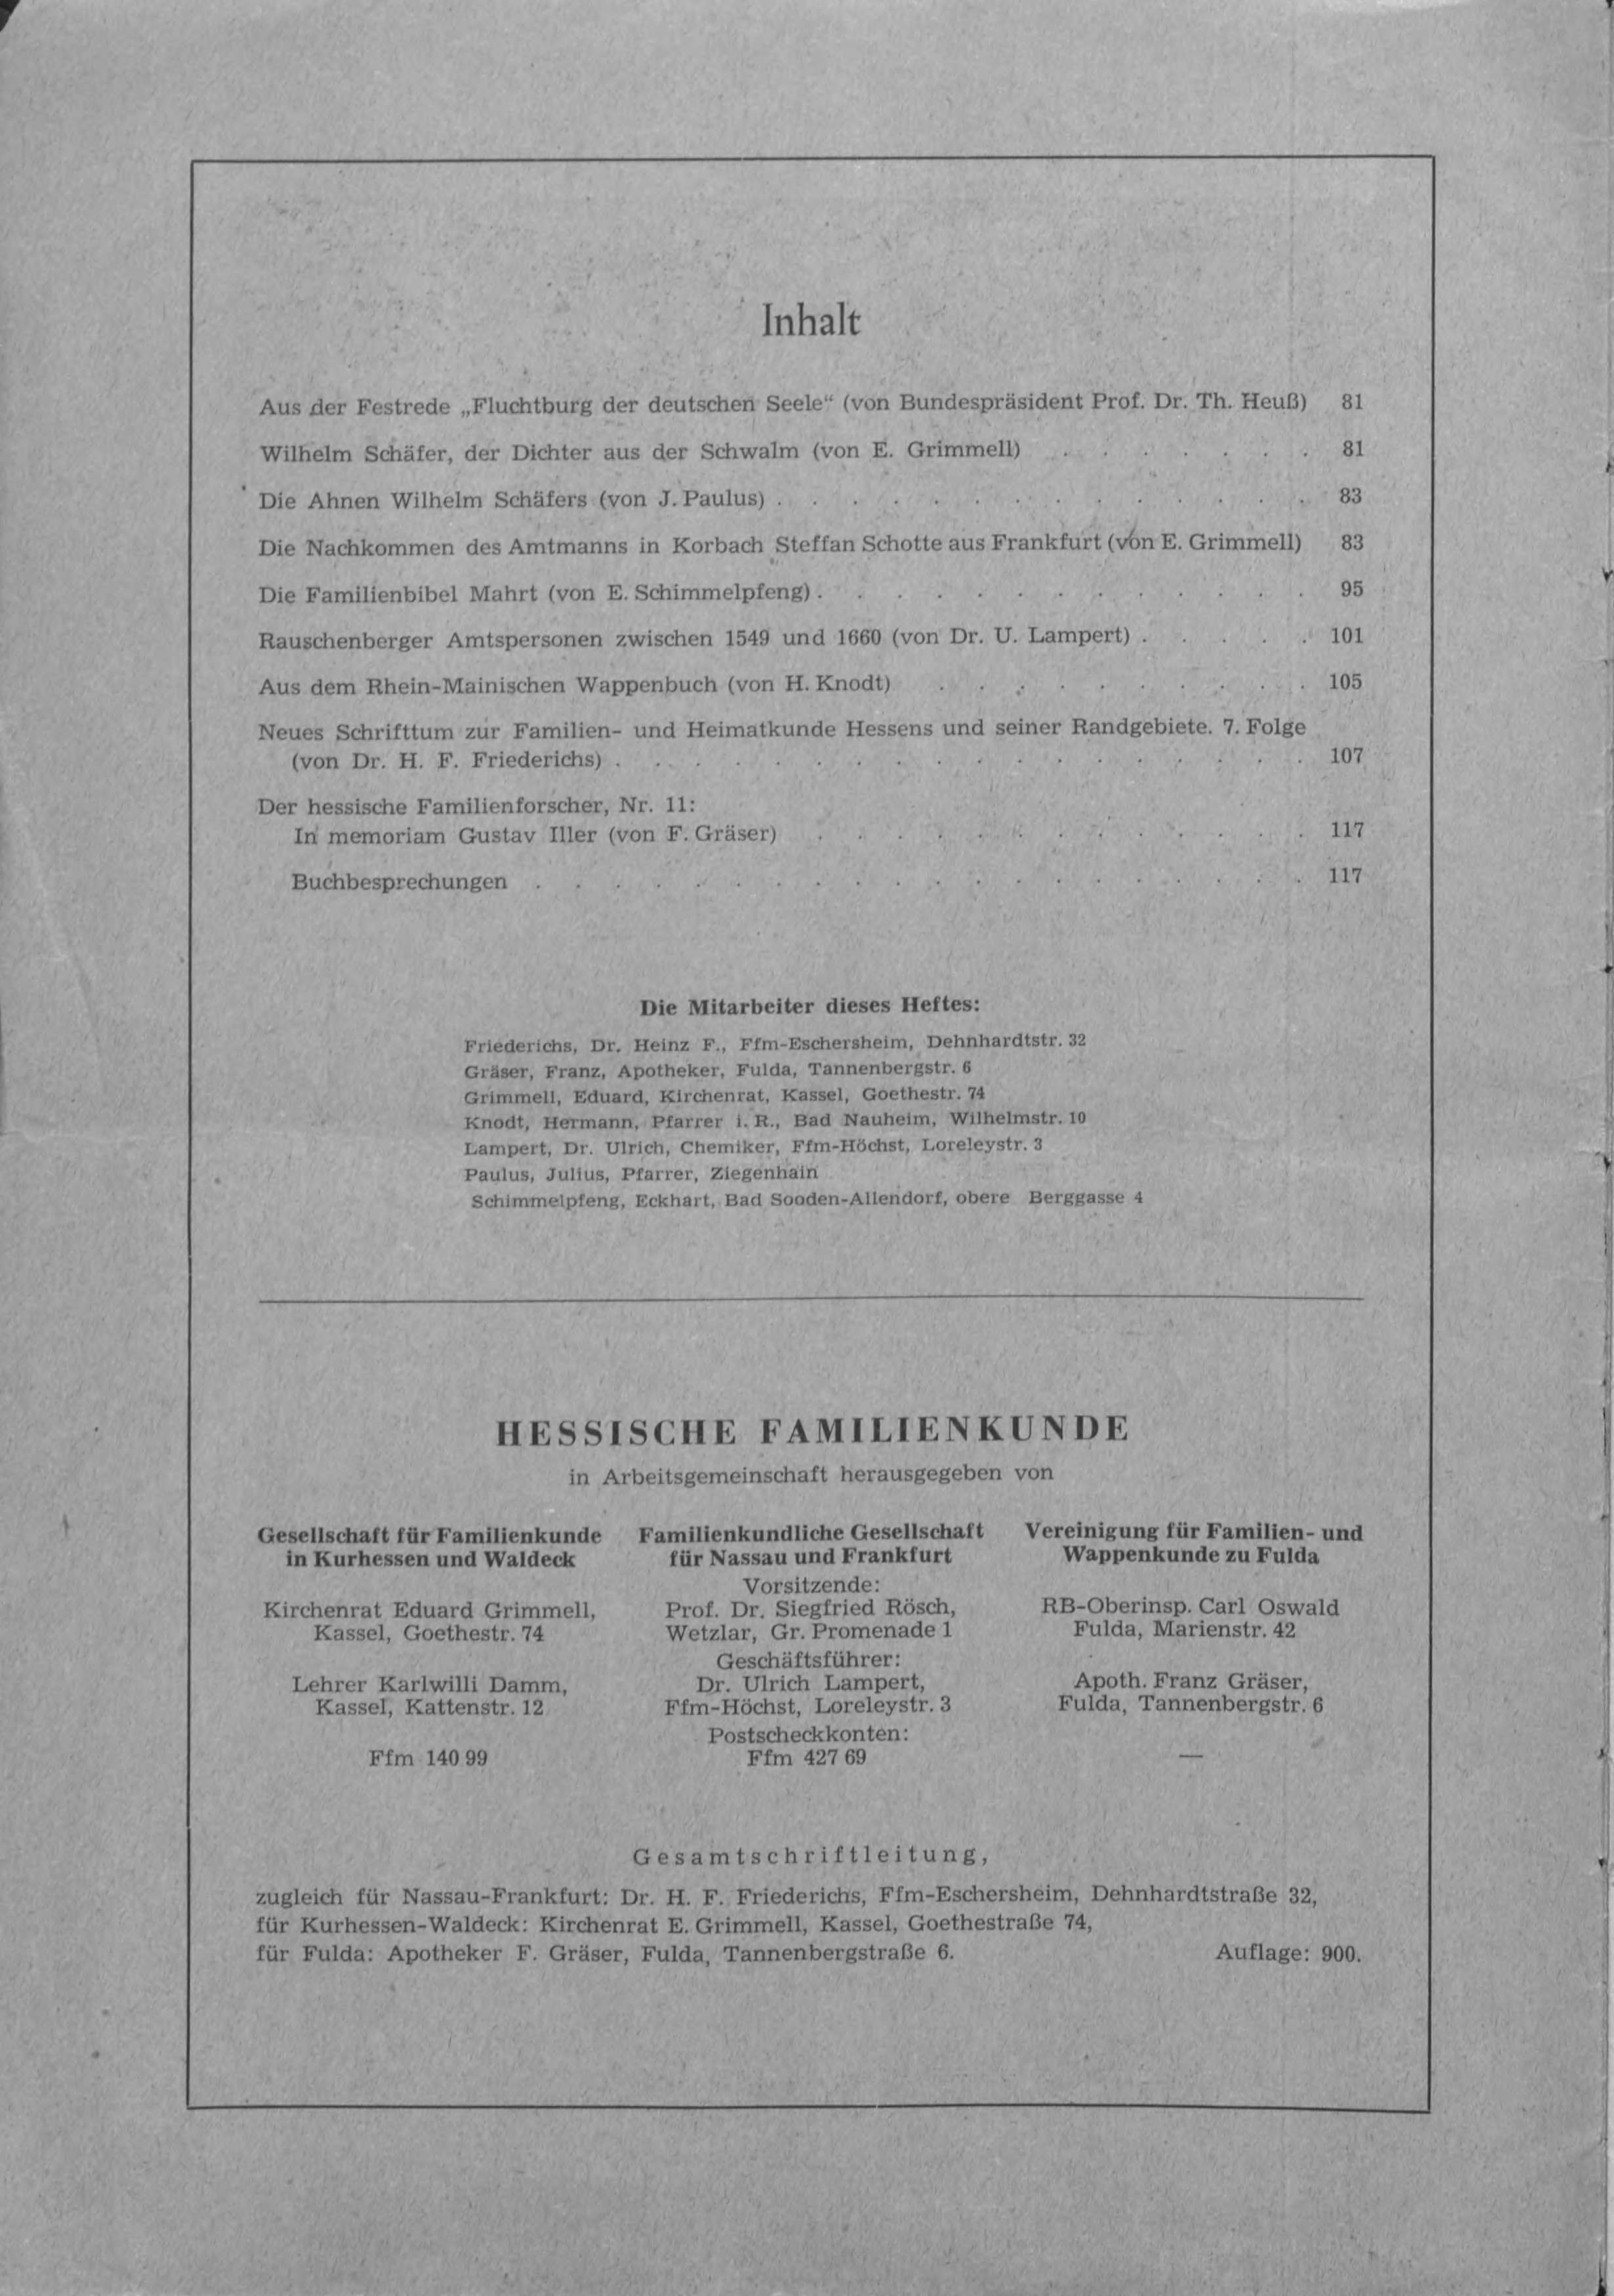 Inhalt
Aus der Festrede „Fluchtburg der deutschen Seele“ (von Bundespräsident Prof. Dr. Th. Heuß) 81
Wilhelm Schäfer, der Dichter aus der Schwalm (von E. Grimmell) . . . . . . . 81
Die Ahnen Wilhelm Schäfers (von J. Paulus) . . . . . . . . . . . . . . 83
Die Nachkommen des Amtmanns in Korbach Steffan Schotte aus Frankfurt (von E. Grimmell) 83
Die Familienbibel Mahrt (von E. Schimmelpfeng) . . . . . . . . . . . . . 95
Rauschenberger Amtspersonen zwischen 1549 und 1660 (von Dr. U. Lampert) . . . . . 101
Aus dem Rhein-Mainischen Wappenbuch (von H. Knodt) . . . . . . . . . . 105
Neues Schrifttum zur Familien- und Heimatkunde Hessens und seiner Randgebiete. 7. Folge
(von Dr. H. F. Friederichs) . . . . . . . . . . . . . . . . . . 107
Der hessische Familienforscher, Nr. 11:
In memoriam Gustav Iller (von F. Gräser) . . . . . . . . . . . . . 117
Buchbesprechungen . . . . . . . . . . . . . . . . . . . . 117
Die Mitarbeiter dieses Heftes:
Friederichs, Dr. Heinz F., Ffm-Eschersheim, Dehnhardtstr. 32
Gräser, Franz, Apotheker, Fulda, Tannenbergstr. 6
Grimmell, Eduard, Kirchenrat, Kassel, Goethestr. 74
Knodt, Hermann, Pfarrer i. R., Bad Nauheim, Wilhelmstr. 10
Lampert, Dr. Ulrich, Chemiker, Ffm-Höchst, Loreleystr. 3
Paulus, Julius, Pfarrer, Ziegenhain
Schimmelpfeng, Eckhart, Bad Sooden-Allendorf, obere Berggasse 4
HESSISCHE FAMILIENKUNDE
in Arbeitsgemeinschaft herausgegeben von
Gesellschaft für Familienkunde
in Kurhessen und Waldeck
Familienkundliche Gesellschaft
für Nassau und Frankfurt
Vereinigung für Familien- und
Wappenkunde zu Fulda
Vorsitzende:
Kirchenrat Eduard Grimmell,
Kassel, Goethestr. 74
Prof. Dr. Siegfried Rösch,
Wetzlar, Gr. Promenade 1
RB-Oberinsp. Carl Oswald
Fulda, Marienstr. 42
Geschäftsführer:
Lehrer Karlwilli Damm,
Kassel, Kattenstr. 12
Dr. Ulrich Lampert,
Ffm-Höchst, Loreleystr. 3
Apoth. Franz Gräser,
Fulda, Tannenbergstr. 6
Postscheckkonten:
Ffm 140 99
Ffm 427 69
—
Gesamtschriftleitung,
zugleich für Nassau-Frankfurt: Dr. H. F. Friederichs, Ffm-Eschersheim, Dehnhardtstraße 32,
für Kurhessen-Waldeck: Kirchenrat E. Grimmell, Kassel, Goethestraße 74,
für Fulda: Apotheker F. Gräser, Fulda, Tannenbergstraße 6. Auflage: 900.